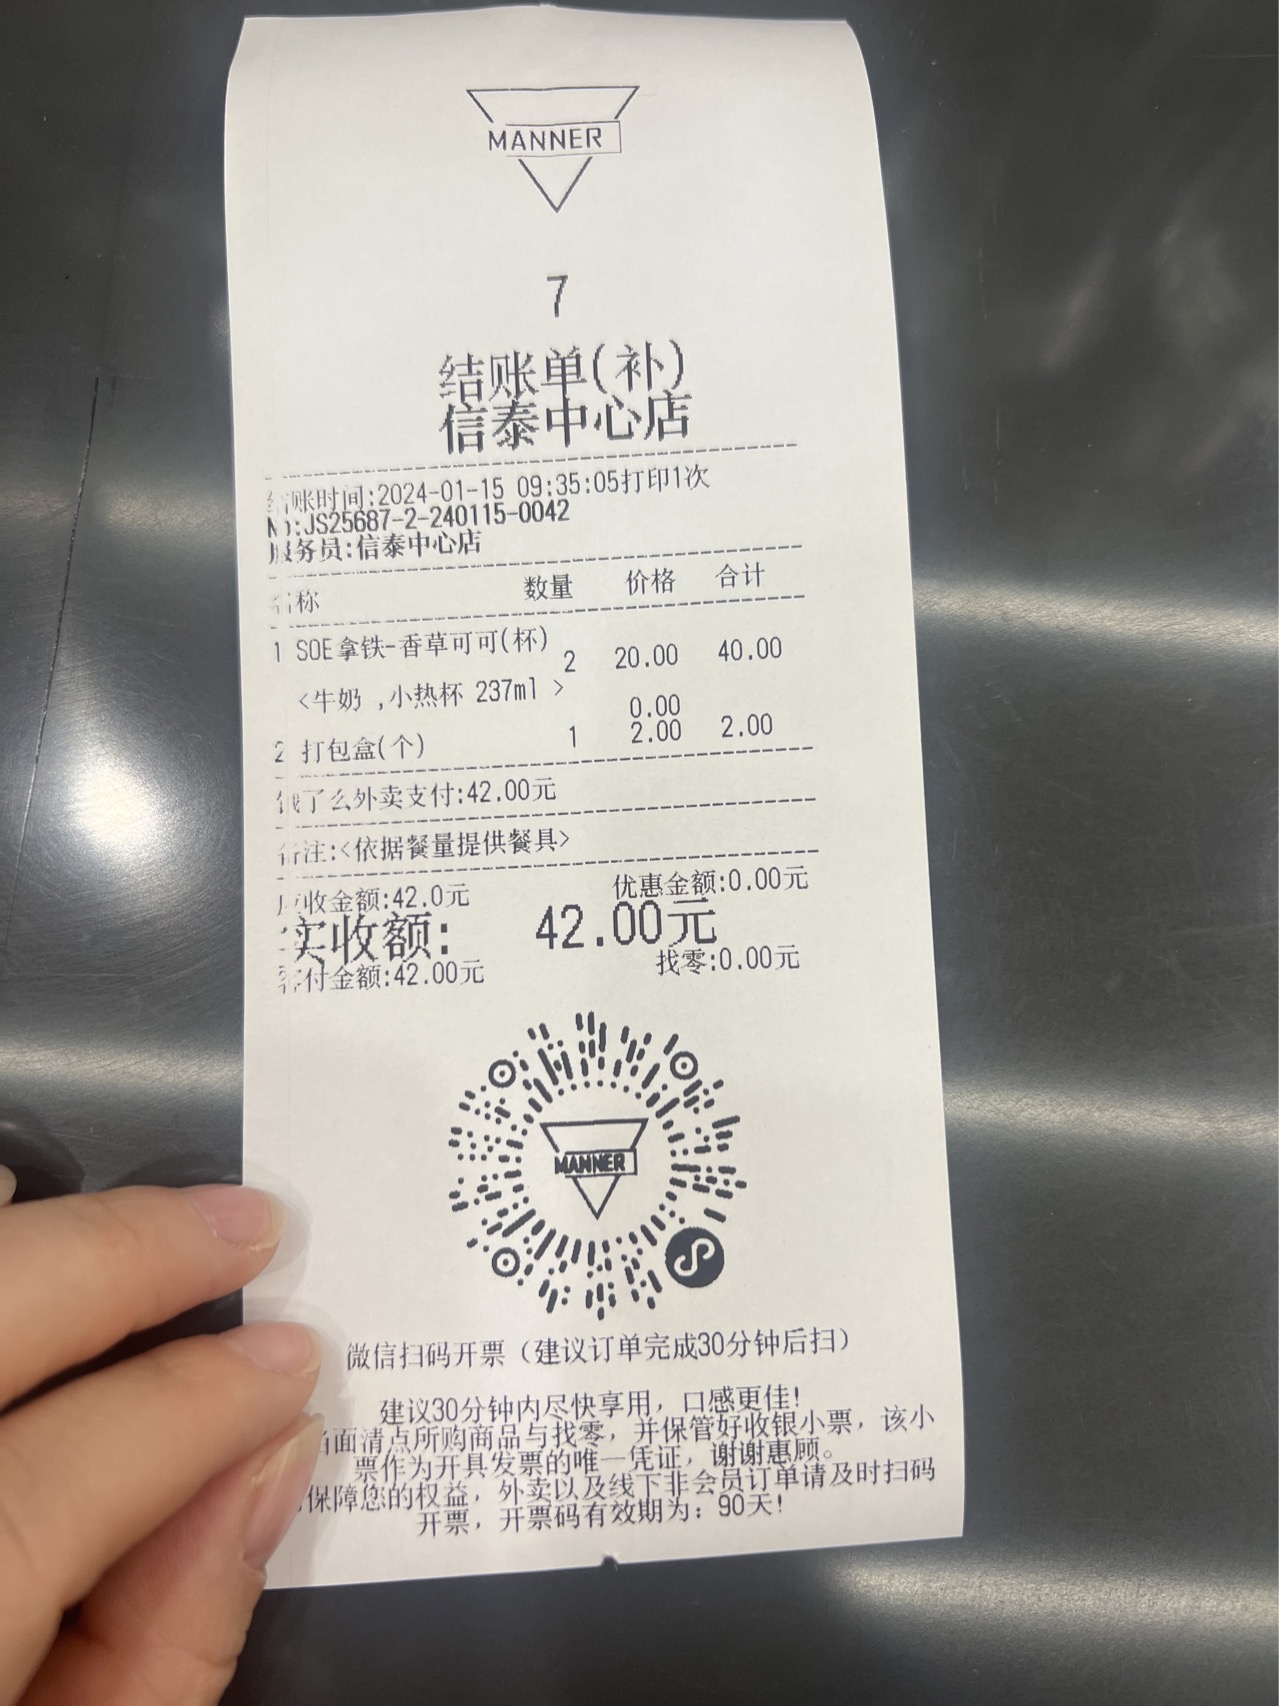 MANNER
7
结账单(补)
信泰中心店
结账时间:2024-01-15 09:35:05打印1次
No:JS25687-2-240115-0042
服务员:信泰中心店
名称 数量 价格 合计
1 SOE拿铁-香草可可(杯) 2 20.00 40.00
<牛奶 ,小热杯 237ml > 0.00
2 打包盒(个) 1 2.00 2.00
饿了么外卖支付:42.00元
备注:<依据餐量提供餐具>
应收金额:42.0元 优惠金额:0.00元
实收额: 42.00元
客付金额:42.00元 找零:0.00元
MANNER
微信扫码开票（建议订单完成30分钟后扫）
建议30分钟内尽快享用，口感更佳!
当面清点所购商品与找零，并保管好收银小票，该小
票作为开具发票的唯一凭证，谢谢惠顾。
保障您的权益，外卖以及线下非会员订单请及时扫码
开票，开票码有效期为：90天!